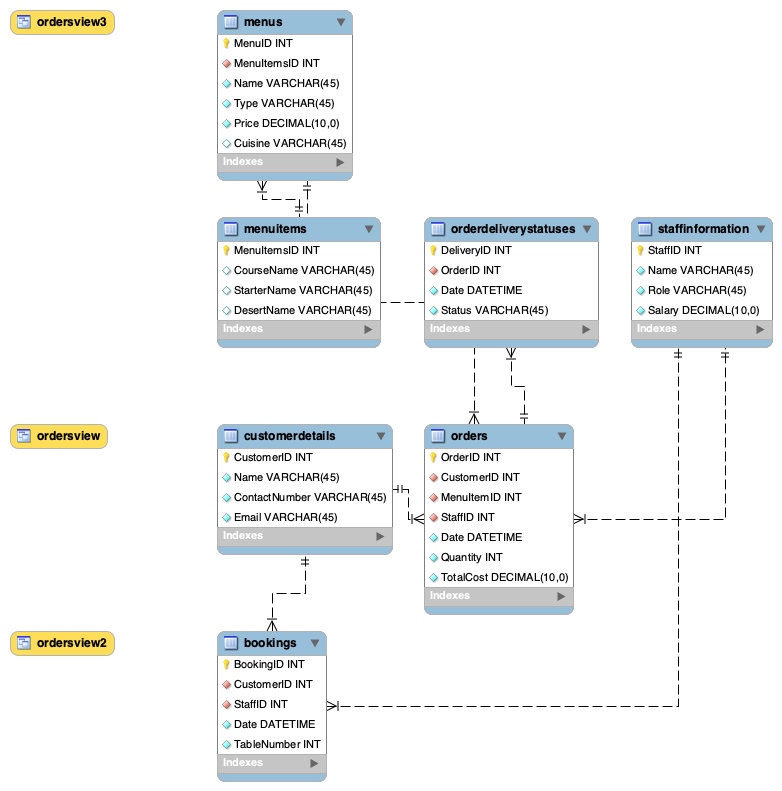 ordersview3
menus
MenuID INT
MenuItemsID INT
Name VARCHAR(45)
Type VARCHAR(45)
Price DECIMAL(10,0)
Cuisine VARCHAR(45)
Indexes
menuitems
MenuItemsID INT
CourseName VARCHAR(45)
StarterName VARCHAR(45)
DesertName VARCHAR(45)
Indexes
orderdeliverystatuses
DeliveryID INT
OrderID INT
Date DATETIME
Status VARCHAR(45)
Indexes
staffinformation
StaffID INT
Name VARCHAR(45)
Role VARCHAR(45)
Salary DECIMAL(10,0)
Indexes
ordersview
customerdetails
CustomerID INT
Name VARCHAR(45)
ContactNumber VARCHAR(45)
Email VARCHAR(45)
Indexes
orders
OrderID INT
CustomerID INT
MenuItemID INT
StaffID INT
Date DATETIME
Quantity INT
TotalCost DECIMAL(10,0)
Indexes
ordersview2
bookings
BookingID INT
CustomerID INT
StaffID INT
Date DATETIME
TableNumber INT
Indexes